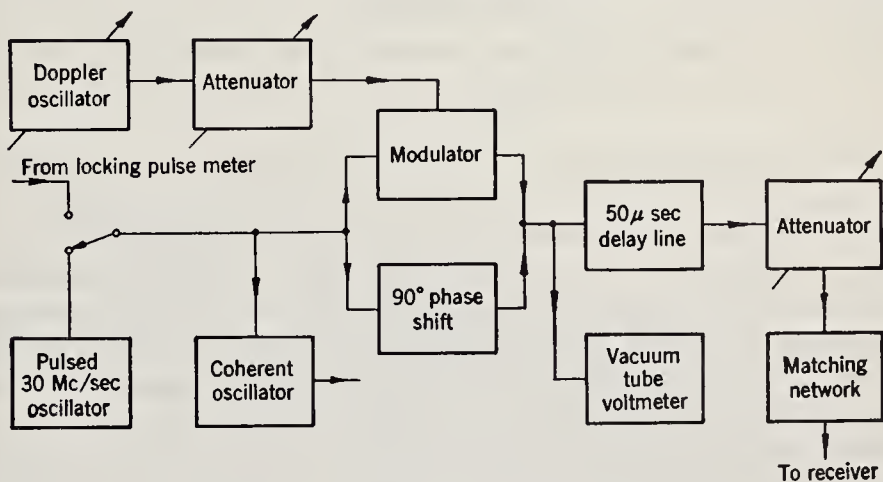 Doppler
oscillator
Attenuator
From locking pulse meter
Modulator
50μ sec
delay line
Attenuator
90° phase
shift
Pulsed
30 Mc/sec
oscillator
Coherent
oscillator
Vacuum
tube
voltmeter
Matching
network
To receiver